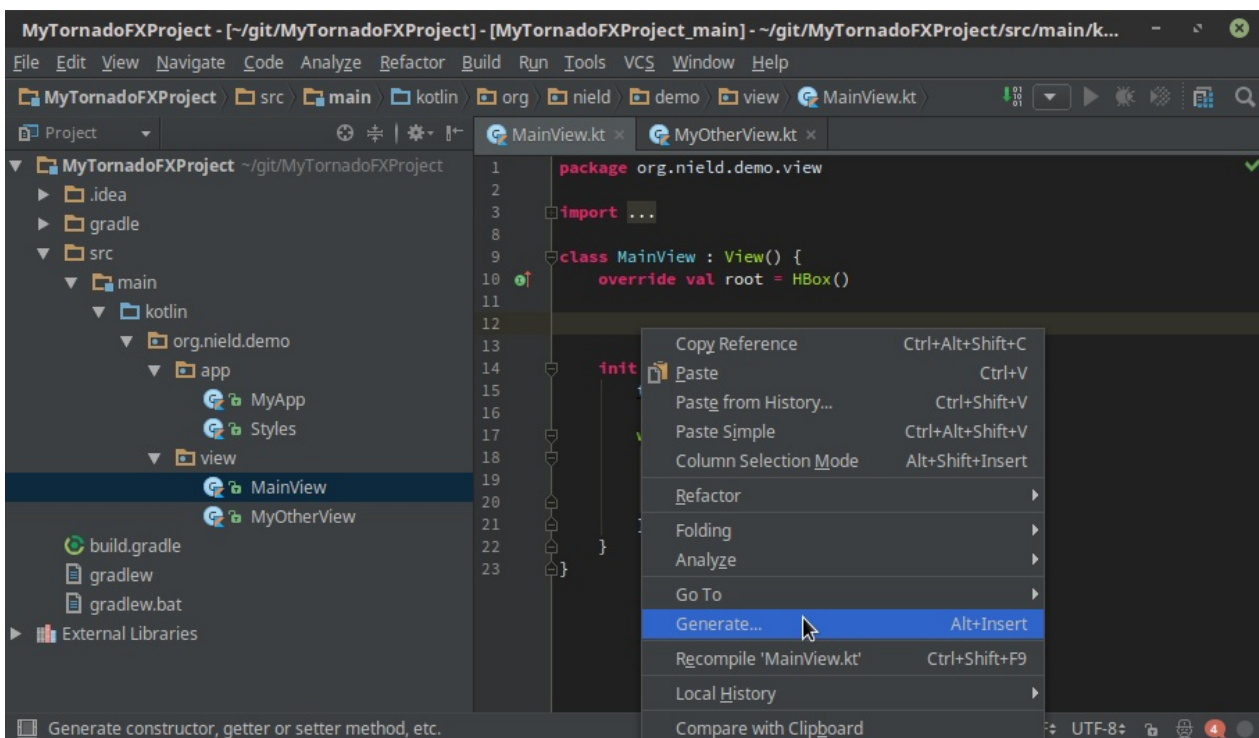 MyTornadoFXProject - [~/git/MyTornadoFXProject] - [MyTornadoFXProject_main] - ~/git/MyTornadoFXProject/src/main/k...
File Edit View Navigate Code Analyze Refactor Build Run Tools VCS Window Help
MyTornadoFXProject src main kotlin org nield demo view MainView.kt
Project
MainView.kt MyOtherView.kt
MyTornadoFXProject ~/git/MyTornadoFXProject
.idea
gradle
src
main
kotlin
org.nield.demo
app
MyApp
Styles
view
MainView
MyOtherView
build.gradle
gradlew
gradlew.bat
External Libraries
1 package org.nield.demo.view
2
3 import ...
8
9 class MainView : View() {
10 override val root = HBox()
11
12
13
14 init
15
16
17
18
19
20
21
22 }
23 }
Copy Reference Ctrl+Alt+Shift+C
Paste Ctrl+V
Paste from History... Ctrl+Shift+V
Paste Simple Ctrl+Alt+Shift+V
Column Selection Mode Alt+Shift+Insert
Refactor
Folding
Analyze
Go To
Generate... Alt+Insert
Recompile 'MainView.kt' Ctrl+Shift+F9
Local History
Compare with Clipboard
Generate constructor, getter or setter method, etc.
UTF-8 4